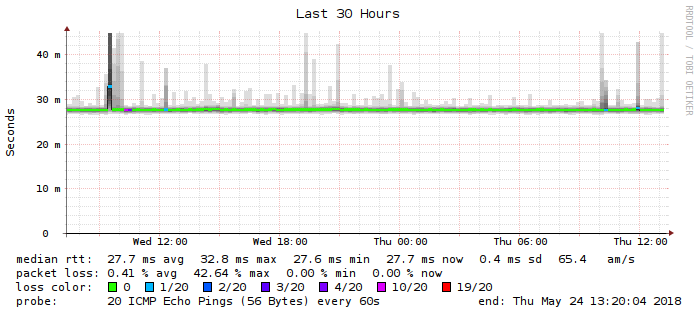 Last 30 Hours
RRDTOOL / TOBI OETIKER
Seconds
40 m
30 m
20 m
10 m
0
Wed 12:00 Wed 18:00 Thu 00:00 Thu 06:00 Thu 12:00
median rtt: 27.7 ms avg 32.8 ms max 27.6 ms min 27.7 ms now 0.4 ms sd 65.4 am/s
packet loss: 0.41 % avg 42.64 % max 0.00 % min 0.00 % now
loss color: 0 1/20 2/20 3/20 4/20 10/20 19/20
probe: 20 ICMP Echo Pings (56 Bytes) every 60s end: Thu May 24 13:20:04 2018